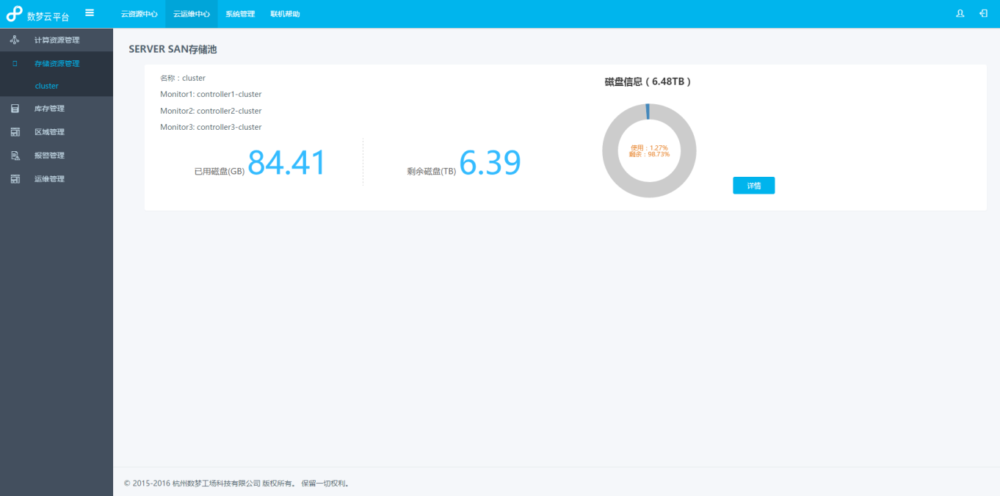 数梦云平台
云资源中心 云运维中心 系统管理 联机帮助
计算资源管理
存储资源管理
cluster
库存管理
区域管理
报警管理
运维管理
SERVER SAN存储池
名称：cluster
Monitor1: controller1-cluster
Monitor2: controller2-cluster
Monitor3: controller3-cluster
已用磁盘(GB) 84.41
剩余磁盘(TB) 6.39
磁盘信息（6.48TB）
使用：1.27%
剩余：98.73%
详情
© 2015-2016 杭州数梦工场科技有限公司 版权所有。 保留一切权利。